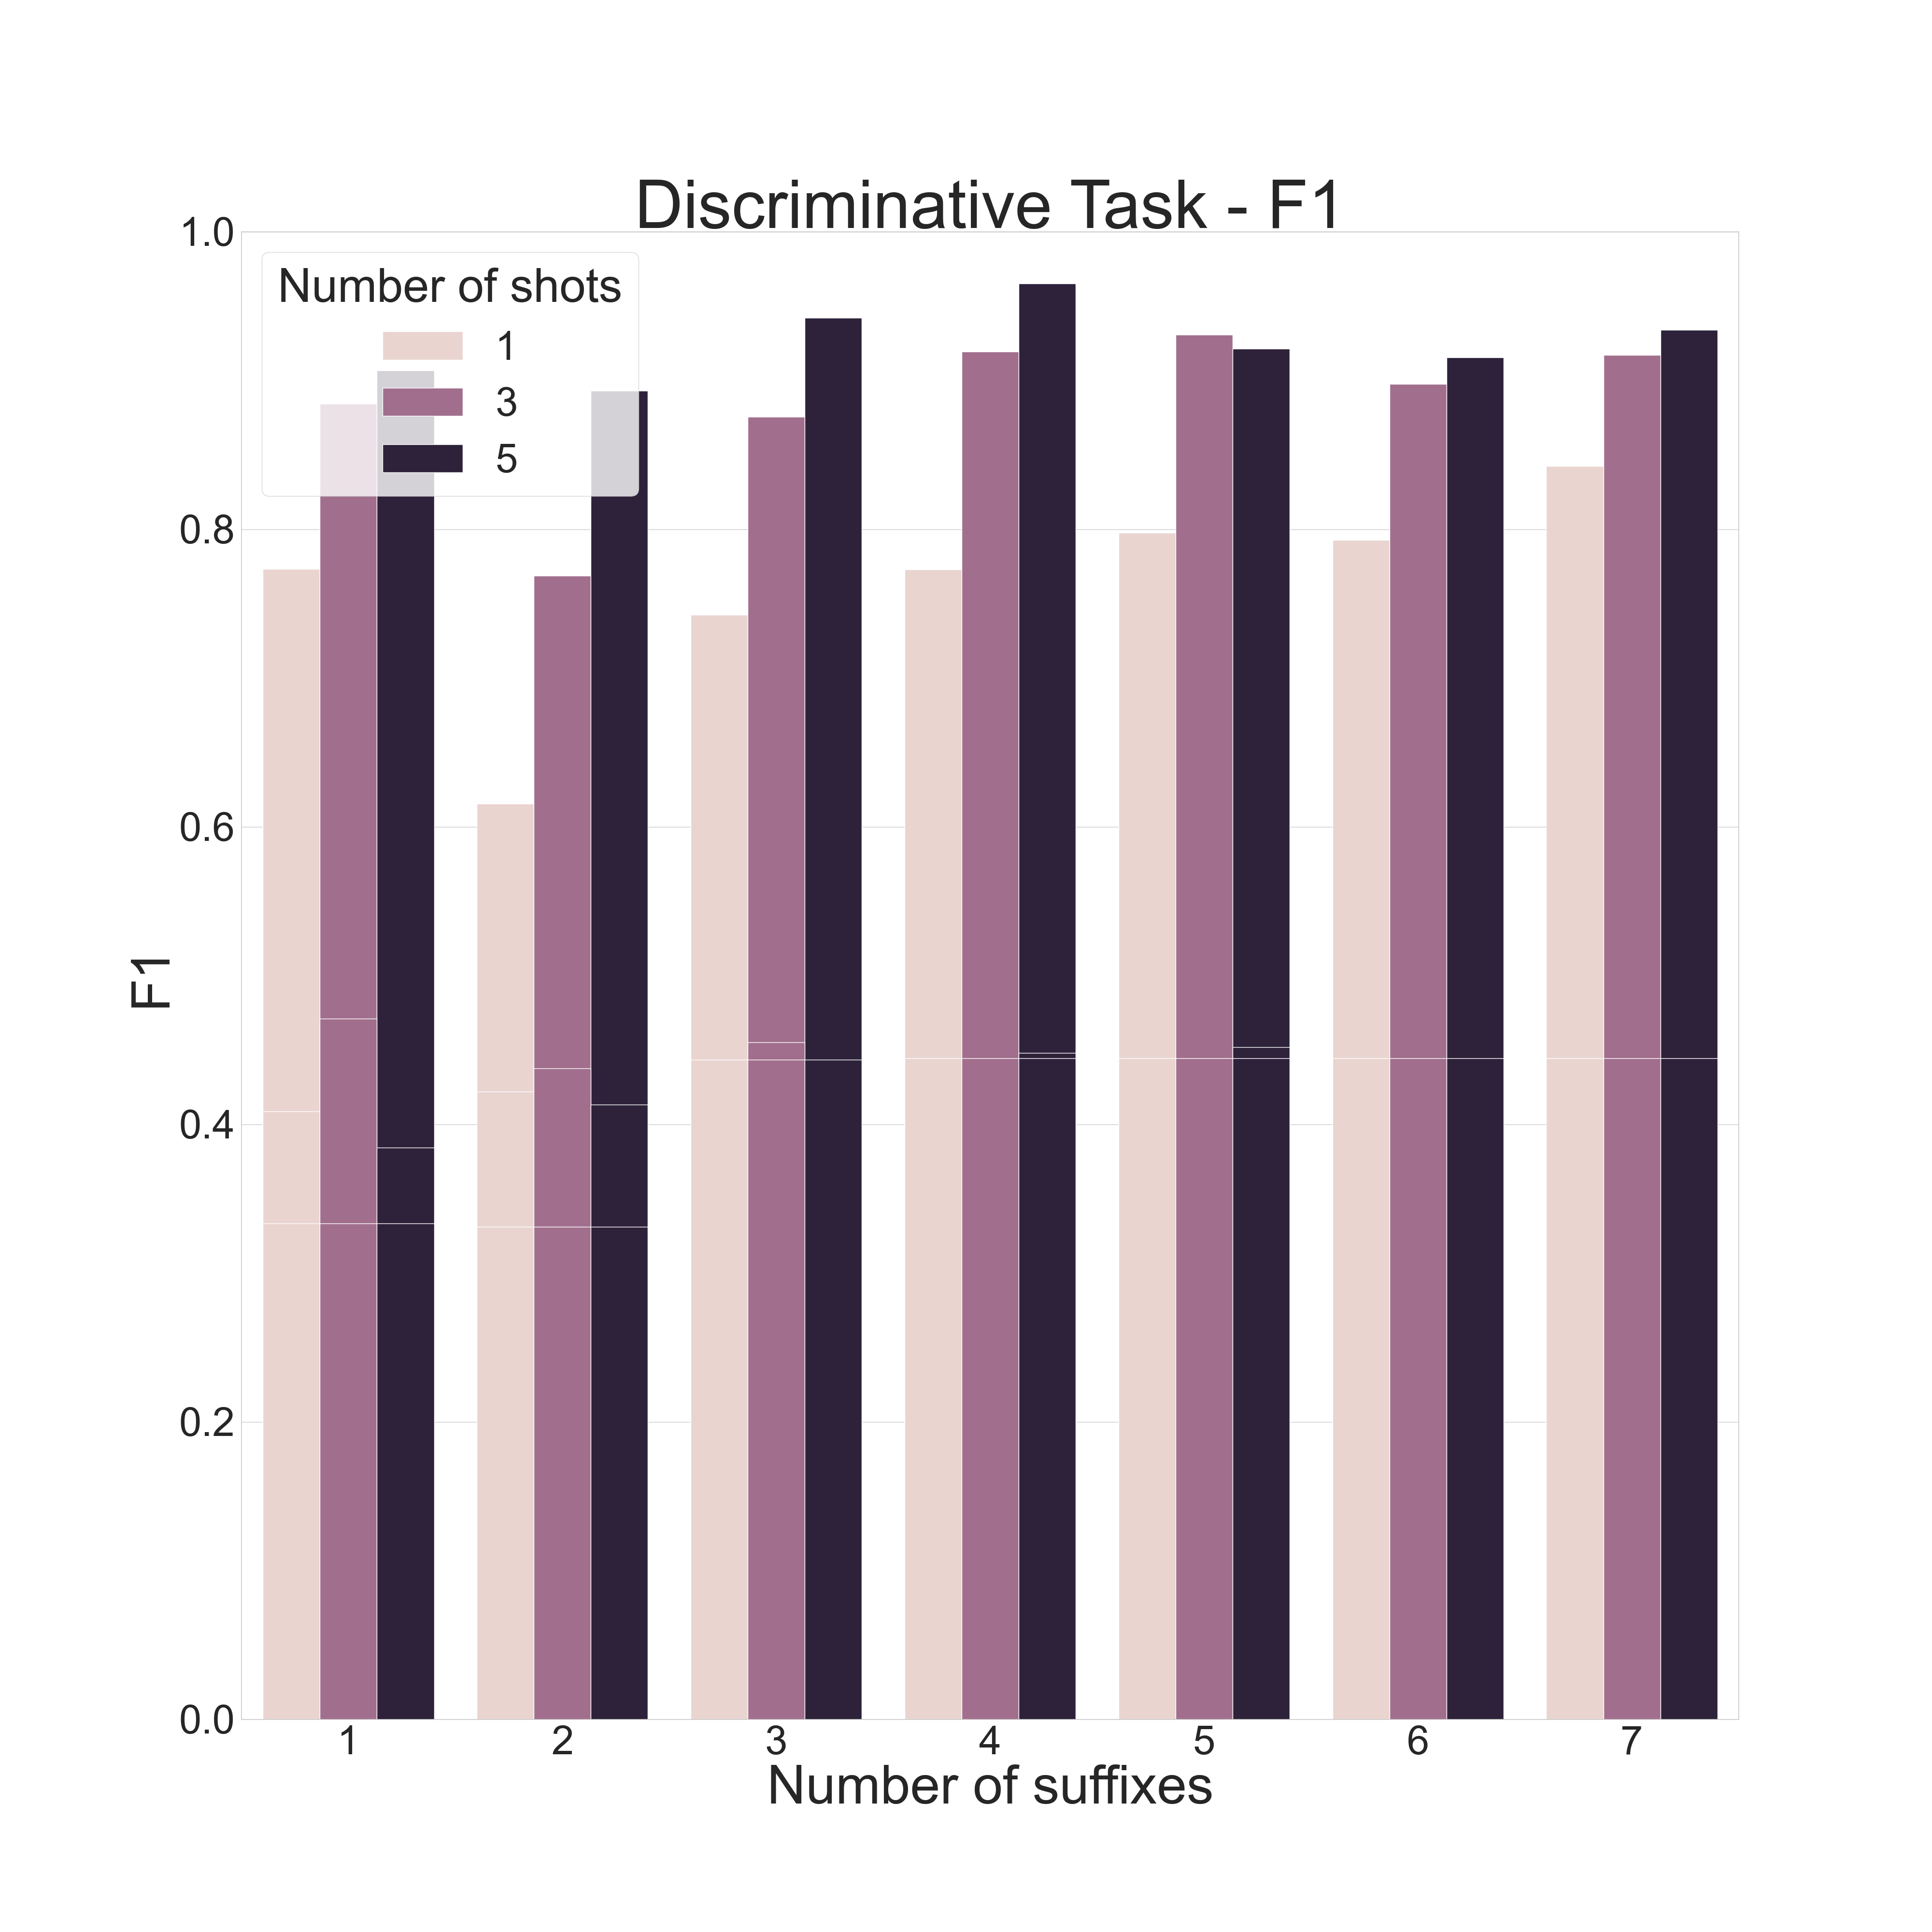 Discriminative Task - F1
1.0
Number of shots
1
3
5
0.8
0.6
F1
0.4
0.2
0.0
1 2 3 4 5 6 7
Number of suffixes